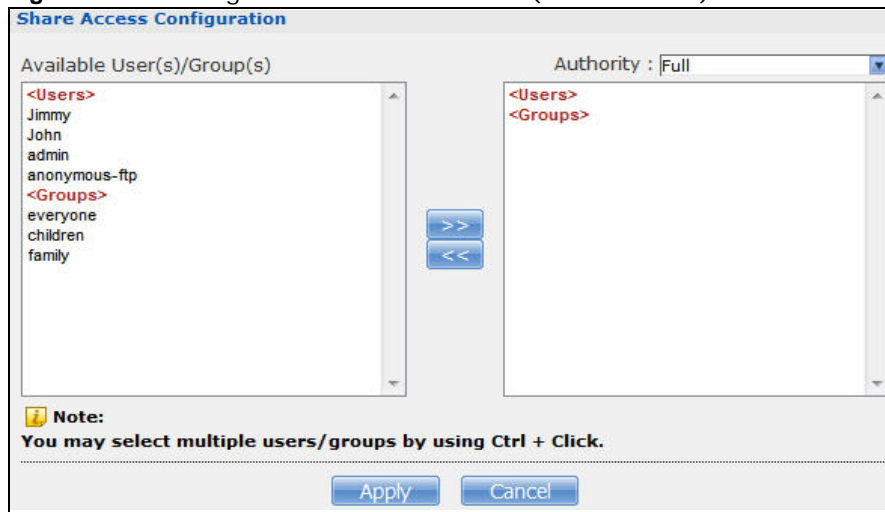 Share Access Configuration
Available User(s)/Group(s)
Authority : Full
<Users>
Jimmy
John
admin
anonymous-ftp
<Groups>
everyone
children
family
>>
<<
<Users>
<Groups>
Note:
You may select multiple users/groups by using Ctrl + Click.
Apply Cancel